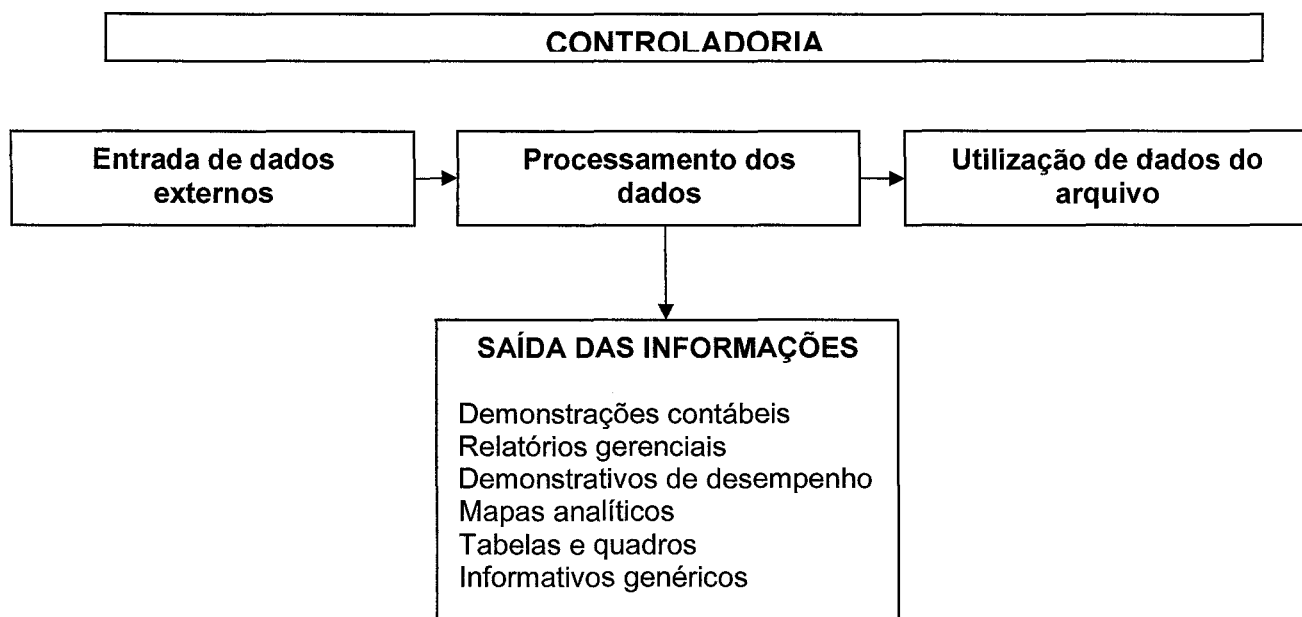 CONTROLADORIA
Entrada de dados
externos
Processamento dos
dados
Utilização de dados do
arquivo
SAÍDA DAS INFORMAÇÕES
Demonstrações contábeis
Relatórios gerenciais
Demonstrativos de desempenho
Mapas analíticos
Tabelas e quadros
Informativos genéricos